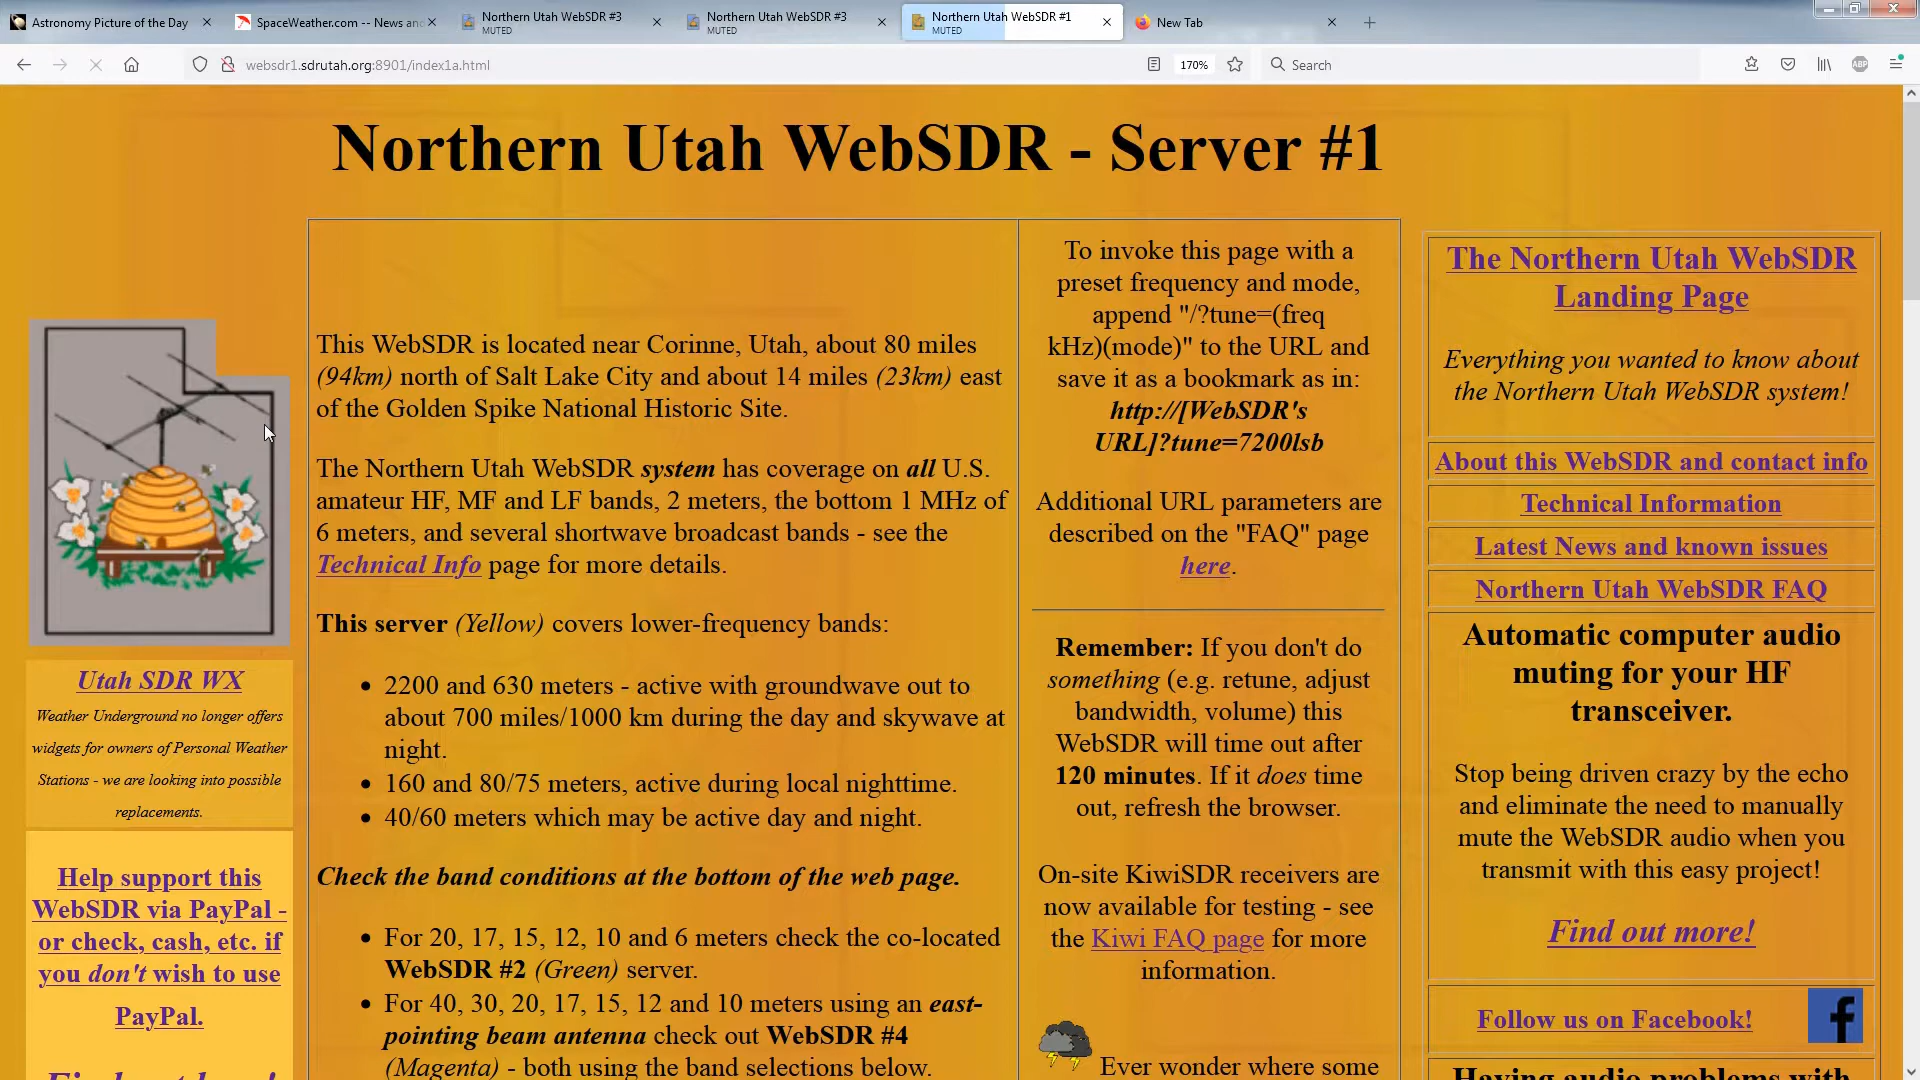 Astronomy Picture of the Day
SpaceWeather.com -- News and
Northern Utah WebSDR #3
MUTED
Northern Utah WebSDR #3
MUTED
Northern Utah WebSDR #1
MUTED
New Tab
websdr1.sdrutah.org:8901/index1a.html
170%
Search
ABP
Northern Utah WebSDR - Server #1
Utah SDR WX
Weather Underground no longer offers
widgets for owners of Personal Weather
Stations - we are looking into possible
replacements.
Help support this
WebSDR via PayPal -
or check, cash, etc. if
you don't wish to use
PayPal.
This WebSDR is located near Corinne, Utah, about 80 miles
(94km) north of Salt Lake City and about 14 miles (23km) east
of the Golden Spike National Historic Site.
The Northern Utah WebSDR system has coverage on all U.S.
amateur HF, MF and LF bands, 2 meters, the bottom 1 MHz of
6 meters, and several shortwave broadcast bands - see the
Technical Info page for more details.
This server (Yellow) covers lower-frequency bands:
• 2200 and 630 meters - active with groundwave out to
about 700 miles/1000 km during the day and skywave at
night.
• 160 and 80/75 meters, active during local nighttime.
• 40/60 meters which may be active day and night.
Check the band conditions at the bottom of the web page.
• For 20, 17, 15, 12, 10 and 6 meters check the co-located
WebSDR #2 (Green) server.
• For 40, 30, 20, 17, 15, 12 and 10 meters using an east-
pointing beam antenna check out WebSDR #4
(Magenta) - both using the band selections below.
To invoke this page with a
preset frequency and mode,
append "/?tune=(freq
kHz)(mode)" to the URL and
save it as a bookmark as in:
http://[WebSDR's
URL]?tune=7200lsb
Additional URL parameters are
described on the "FAQ" page
here.
Remember: If you don't do
something (e.g. retune, adjust
bandwidth, volume) this
WebSDR will time out after
120 minutes. If it does time
out, refresh the browser.
On-site KiwiSDR receivers are
now available for testing - see
the Kiwi FAQ page for more
information.
Ever wonder where some
The Northern Utah WebSDR
Landing Page
Everything you wanted to know about
the Northern Utah WebSDR system!
About this WebSDR and contact info
Technical Information
Latest News and known issues
Northern Utah WebSDR FAQ
Automatic computer audio
muting for your HF
transceiver.
Stop being driven crazy by the echo
and eliminate the need to manually
mute the WebSDR audio when you
transmit with this easy project!
Find out more!
Follow us on Facebook!
f
Having audio problems with